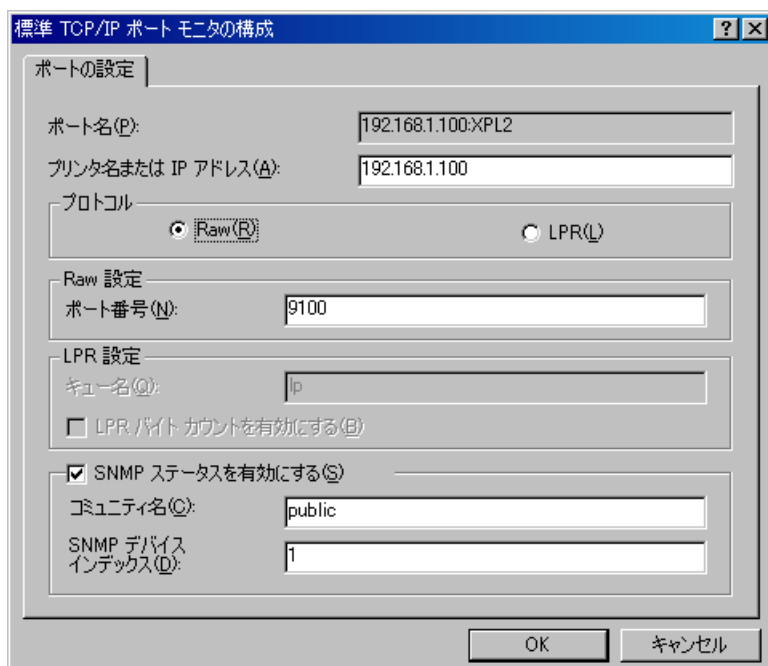 標準 TCP/IP ポート モニタの構成
ポートの設定
ポート名(P):
192.168.1.100:XPL2
プリンタ名または IP アドレス(A):
192.168.1.100
プロトコル
Raw(R)
LPR(L)
Raw 設定
ポート番号(N):
9100
LPR 設定
キュー名(Q):
lp
LPR バイト カウントを有効にする(B)
SNMP ステータスを有効にする(S)
コミュニティ名(C):
public
SNMP デバイス
インデックス(D):
1
OK
キャンセル